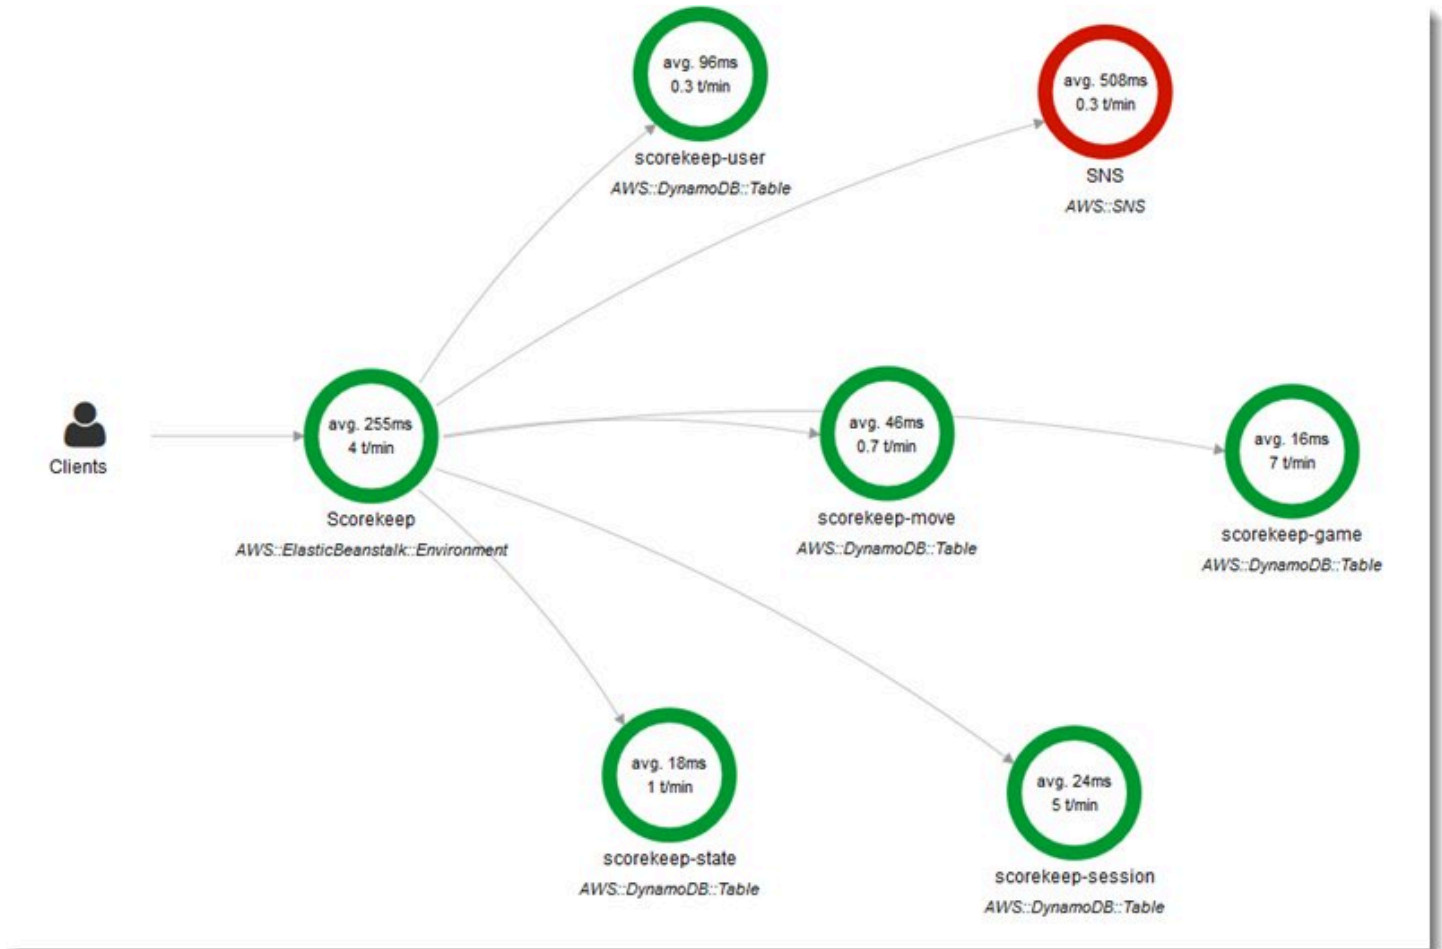 avg. 96ms
0.3 t/min
scorekeep-user
AWS::DynamoDB::Table
avg. 508ms
0.3 t/min
SNS
AWS::SNS
Clients
avg. 255ms
4 t/min
Scorekeep
AWS::ElasticBeanstalk::Environment
avg. 46ms
0.7 t/min
scorekeep-move
AWS::DynamoDB::Table
avg. 16ms
7 t/min
scorekeep-game
AWS::DynamoDB::Table
avg. 18ms
1 t/min
scorekeep-state
AWS::DynamoDB::Table
avg. 24ms
5 t/min
scorekeep-session
AWS::DynamoDB::Table